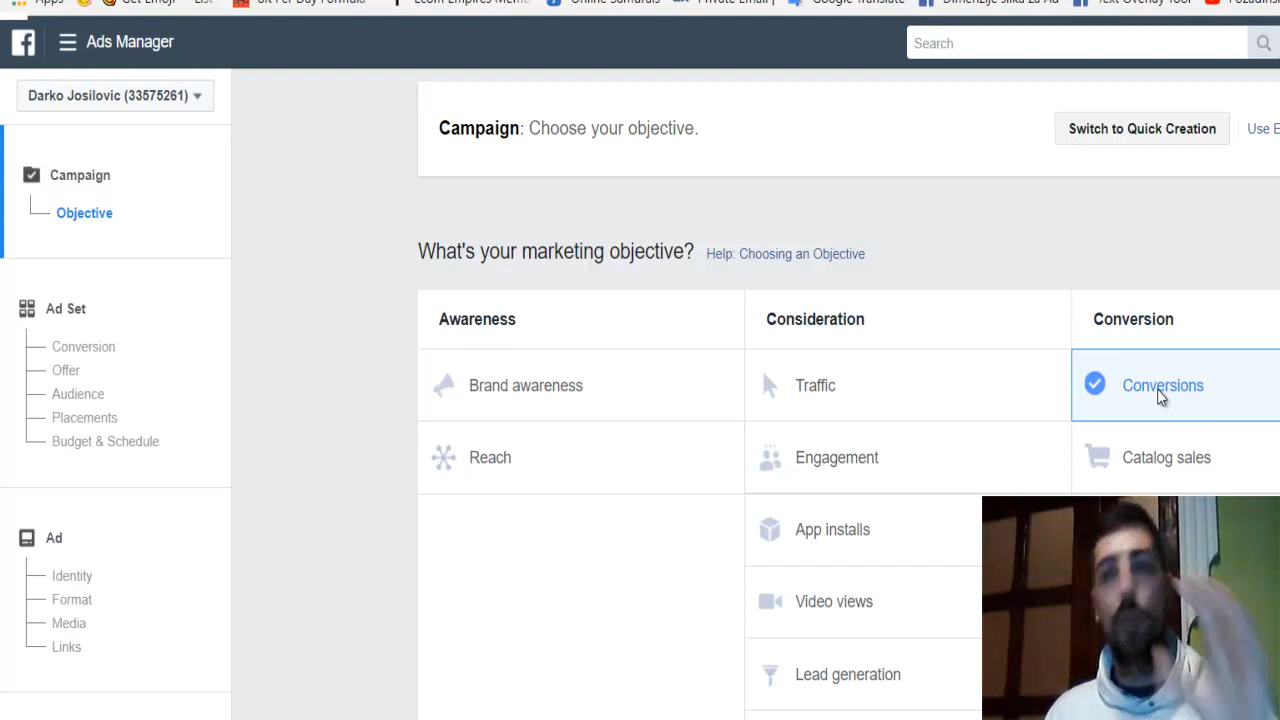 Apps Get Emoji List Per Day Formula Ecom Empires Online Samurais Private Email | Google Translate Dimenzije slika za Ad Text Overlay Tool
Ads Manager
Search
Darko Josilovic (33575261)
Campaign: Choose your objective.
Switch to Quick Creation
Use E
Campaign
Objective
What's your marketing objective? Help: Choosing an Objective
Ad Set
Conversion
Offer
Audience
Placements
Budget & Schedule
Awareness
Consideration
Conversion
Brand awareness
Traffic
Conversions
Reach
Engagement
Catalog sales
App installs
Video views
Lead generation
Ad
Identity
Format
Media
Links